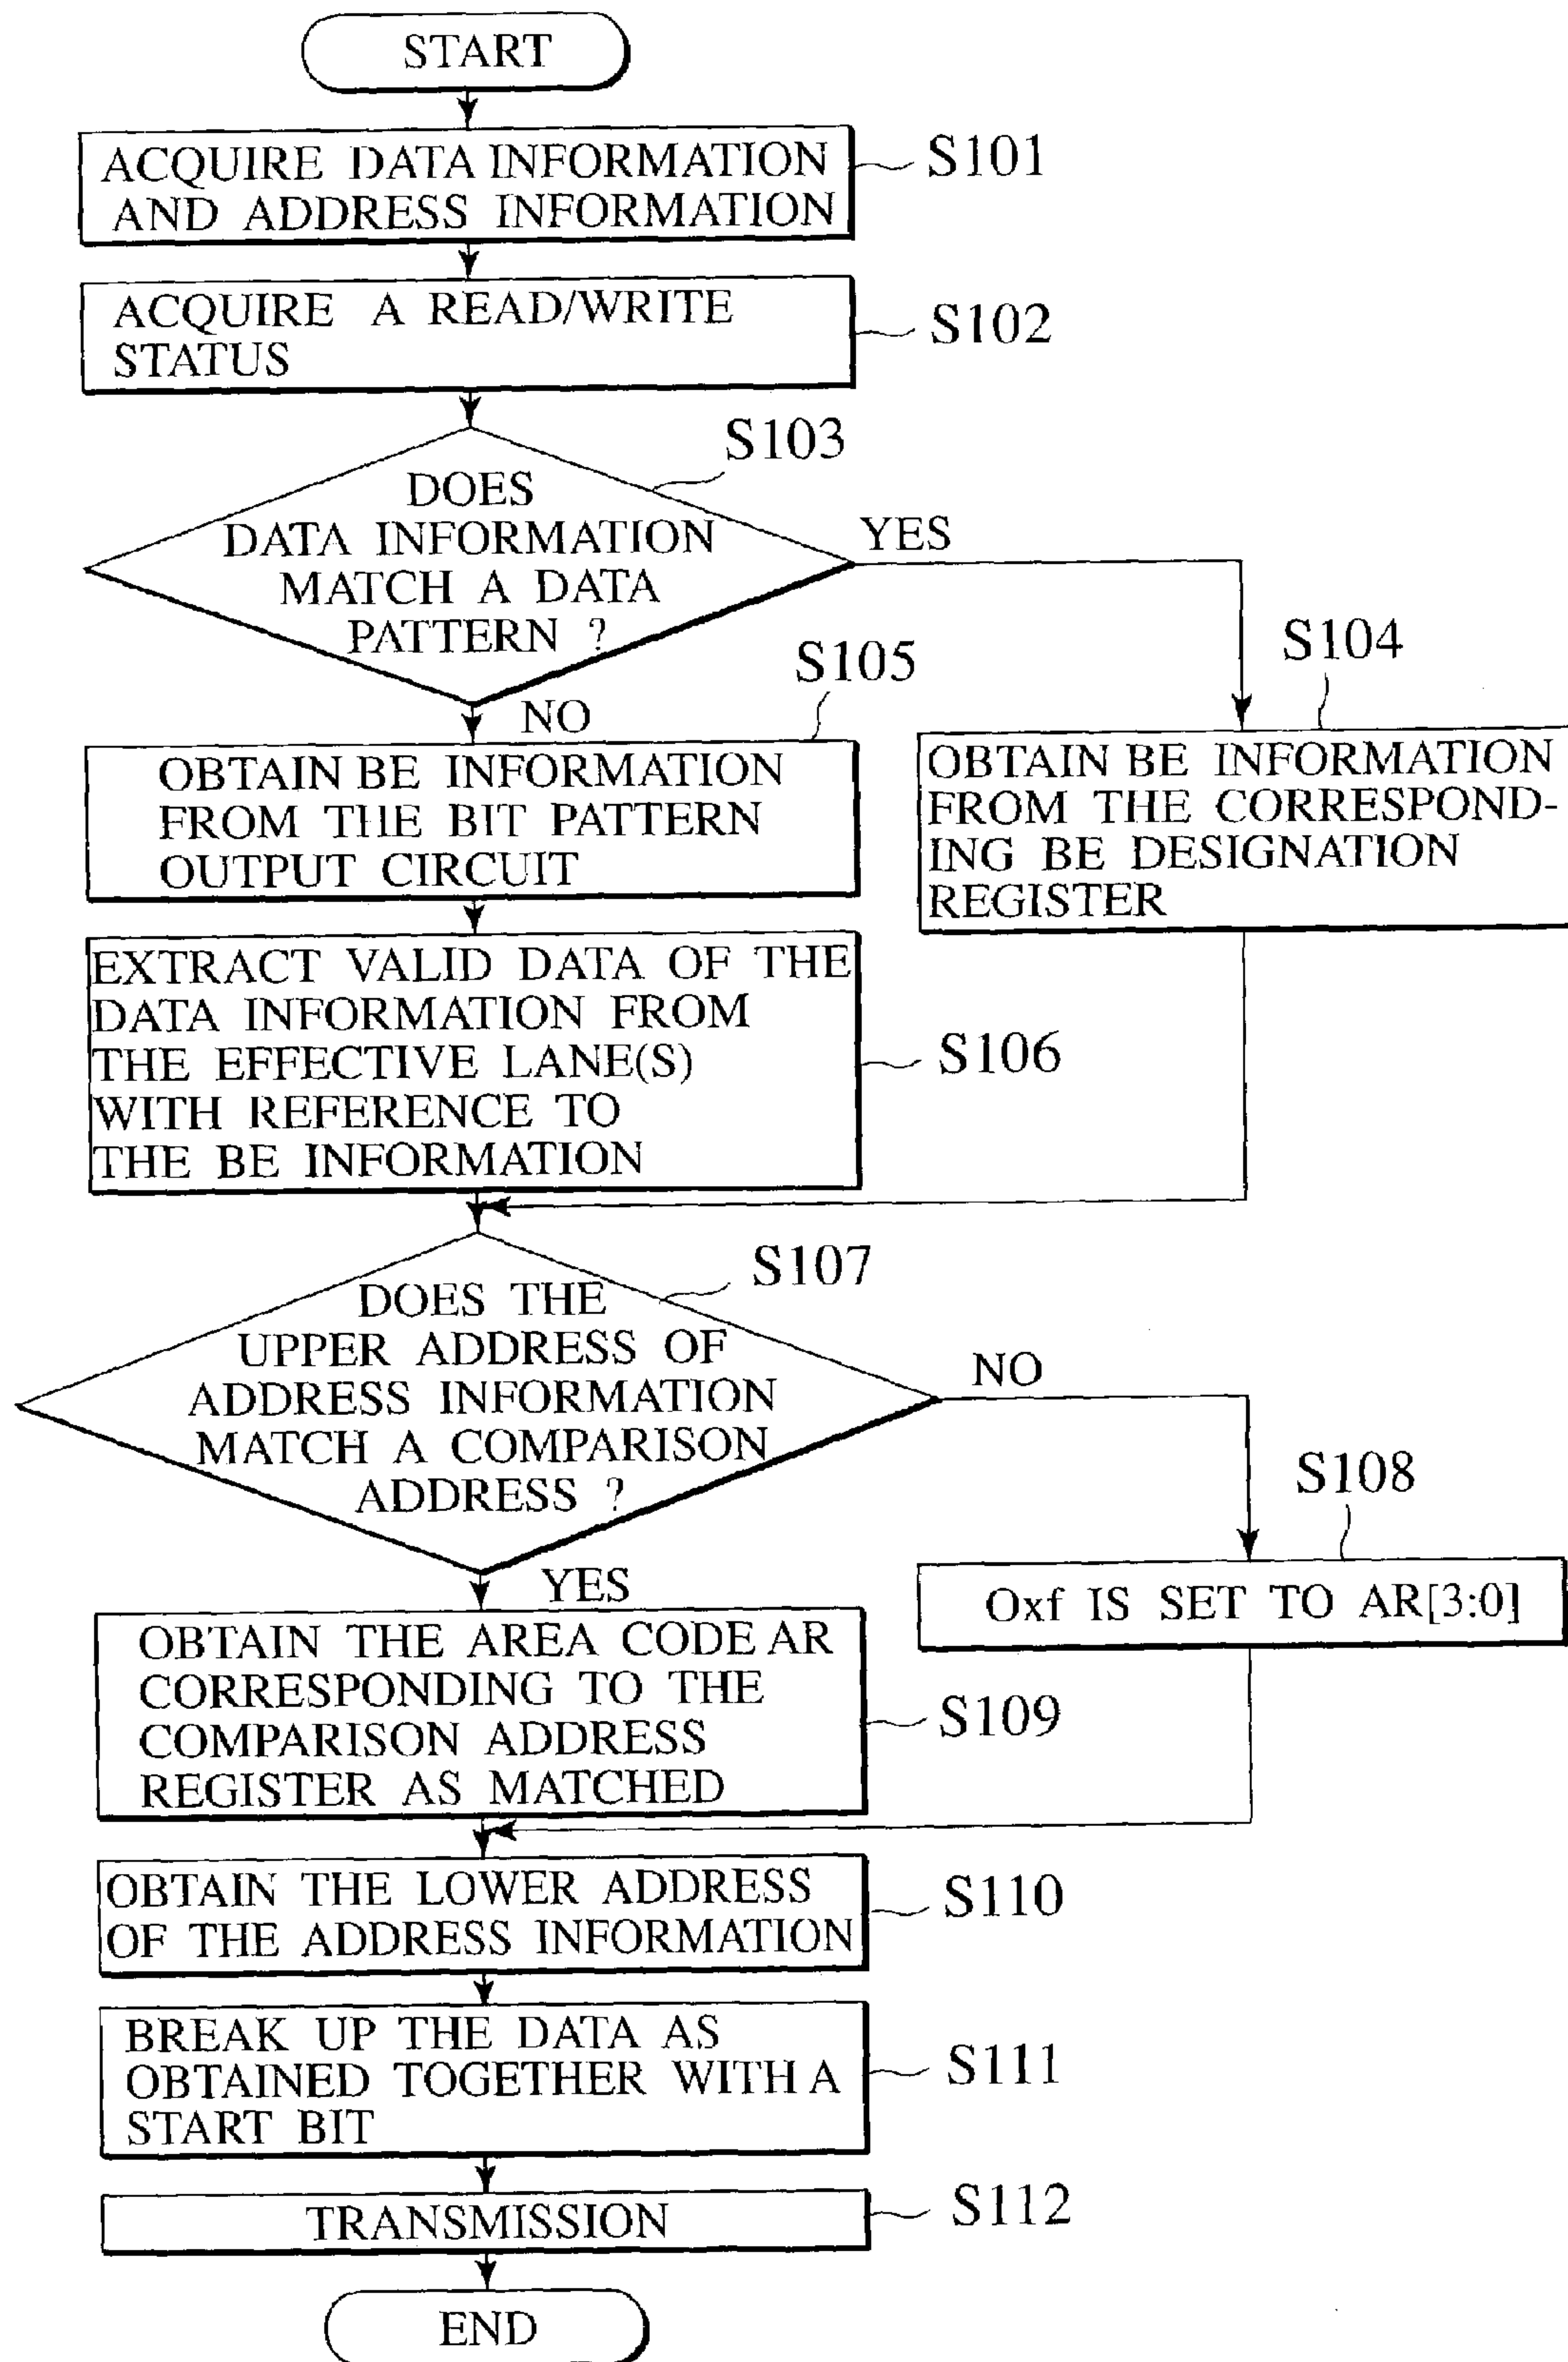 START
ACQUIRE DATA INFORMATION
AND ADDRESS INFORMATION
S101
ACQUIRE A READ/WRITE
STATUS
S102
S103
DOES
DATA INFORMATION
MATCH A DATA
PATTERN ?
YES
NO
S104
OBTAIN BE INFORMATION
FROM THE CORRESPOND-
ING BE DESIGNATION
REGISTER
S105
OBTAIN BE INFORMATION
FROM THE BIT PATTERN
OUTPUT CIRCUIT
EXTRACT VALID DATA OF THE
DATA INFORMATION FROM
THE EFFECTIVE LANE(S)
WITH REFERENCE TO
THE BE INFORMATION
S106
S107
DOES THE
UPPER ADDRESS OF
ADDRESS INFORMATION
MATCH A COMPARISON
ADDRESS ?
NO
YES
S108
Oxf IS SET TO AR[3:0]
OBTAIN THE AREA CODE AR
CORRESPONDING TO THE
COMPARISON ADDRESS
REGISTER AS MATCHED
S109
OBTAIN THE LOWER ADDRESS
OF THE ADDRESS INFORMATION
S110
BREAK UP THE DATA AS
OBTAINED TOGETHER WITH A
START BIT
S111
TRANSMISSION
S112
END